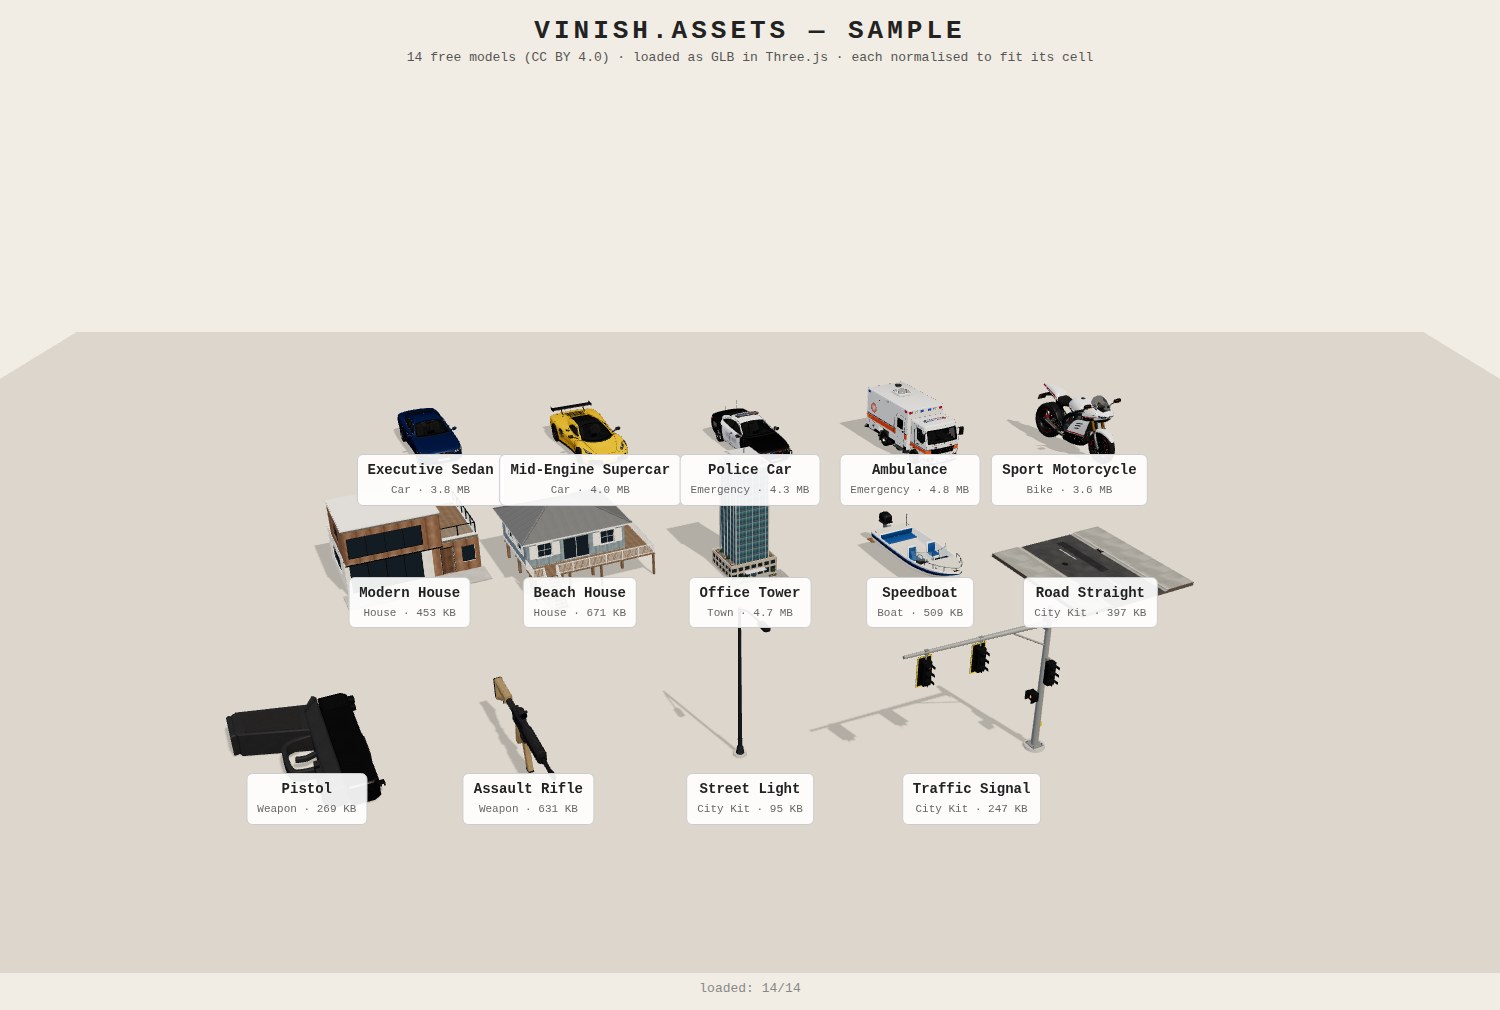 VINISH.ASSETS — SAMPLE
14 free models (CC BY 4.0) · loaded as GLB in Three.js · each normalised to fit its cell
Executive Sedan
Car · 3.8 MB
Mid-Engine Supercar
Car · 4.0 MB
Police Car
Emergency · 4.3 MB
Ambulance
Emergency · 4.8 MB
Sport Motorcycle
Bike · 3.6 MB
Modern House
House · 453 KB
Beach House
House · 671 KB
Office Tower
Town · 4.7 MB
Speedboat
Boat · 509 KB
Road Straight
City Kit · 397 KB
Pistol
Weapon · 269 KB
Assault Rifle
Weapon · 631 KB
Street Light
City Kit · 95 KB
Traffic Signal
City Kit · 247 KB
loaded: 14/14